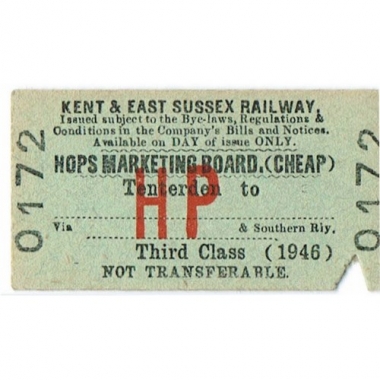 KENT & EAST SUSSEX RAILWAY.
Issued subject to the Bye-laws, Regulations &
Conditions in the Company's Bills and Notices.
Available on DAY of issue ONLY.
HOPS MARKETING BOARD.(CHEAP)
Tenterden to
HP
Via & Southern Rly,
Third Class (1946)
NOT TRANSFERABLE.
0172
0172